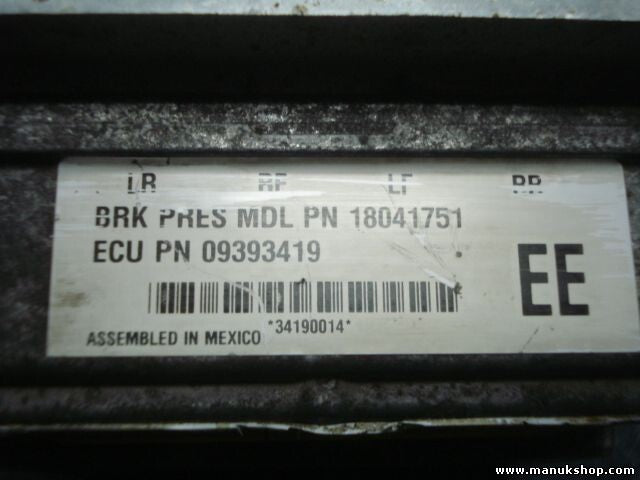 LR RF LF RR
BRK PRES MDL PN 18041751
ECU PN 09393419
EE
*34190014*
ASSEMBLED IN MEXICO
www.manukshop.com